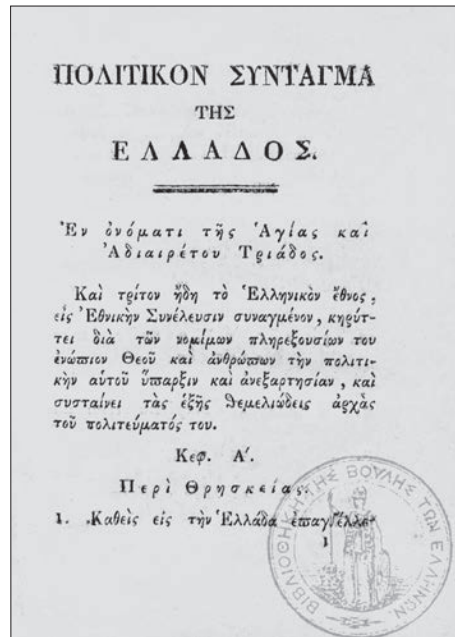 ΠΟΛΙΤΙΚΟΝ ΣΥΝΤΑΓΜΑ
ΤΗΣ
ΕΛΛΑΔΟΣ.
Ἐν ὀνόματι τῆς Ἁγίας καὶ
Ἀδιαιρέτου Τριάδος.
Καὶ τρίτον ἤδη τὸ Ἑλληνικὸν ἔθνος,
εἰς Ἐθνικὴν Συνέλευσιν συναγμένον, κηρύτ-
τει διὰ τῶν νομίμων πληρεξουσίων του
ἐνώπιον Θεοῦ καὶ ἀνθρώπων τὴν πολιτι-
κὴν αὑτοῦ ὕπαρξιν καὶ ἀνεξαρτησίαν, καὶ
συσταίνει τὰς ἑξῆς θεμελιώδεις ἀρχὰς
τοῦ πολιτεύματός του.
Κεφ. Α΄.
Περὶ Θρησκείας.
1. Καθεὶς εἰς τὴν Ἑλλάδα ἐπαγγέλλε-
1
ΒΙΒΛΙΟΘΗΚΗ ΤΗΣ ΒΟΥΛΗΣ ΤΩΝ ΕΛΛΗΝΩΝ